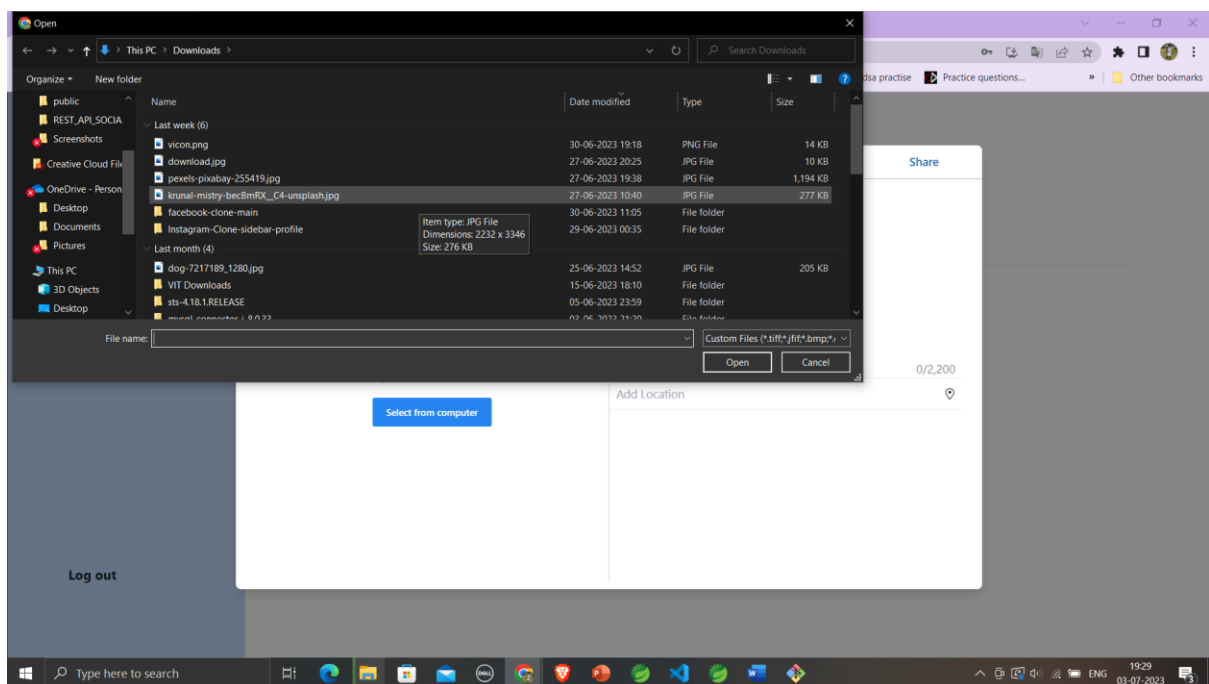 Open
This PC > Downloads >
Search Downloads
dsa practise
Practice questions...
»
Other bookmarks
Organize
New folder
public
REST_API_SOCIA
Screenshots
Creative Cloud File
OneDrive - Person
Desktop
Documents
Pictures
This PC
3D Objects
Desktop
Name Date modified Type Size
Last week (6)
vicon.png 30-06-2023 19:18 PNG File 14 KB
download.jpg 27-06-2023 20:25 JPG File 10 KB
pexels-pixabay-255419.jpg 27-06-2023 19:38 JPG File 1,194 KB
krunal-mistry-becBmRX__C4-unsplash.jpg 27-06-2023 10:40 JPG File 277 KB
facebook-clone-main 30-06-2023 11:05 File folder
Instagram-Clone-sidebar-profile 29-06-2023 00:35 File folder
Item type: JPG File
Dimensions: 2232 x 3346
Size: 276 KB
Last month (4)
dog-7217189_1280.jpg 25-06-2023 14:52 JPG File 205 KB
VIT Downloads 15-06-2023 18:10 File folder
sts-4.18.1.RELEASE 05-06-2023 23:59 File folder
File name:
Custom Files (*.tiff;*.jfif;*.bmp;*.
Open
Cancel
Share
0/2,200
Add Location
Select from computer
Log out
Type here to search
DELL
ENG
19:29
03-07-2023
3